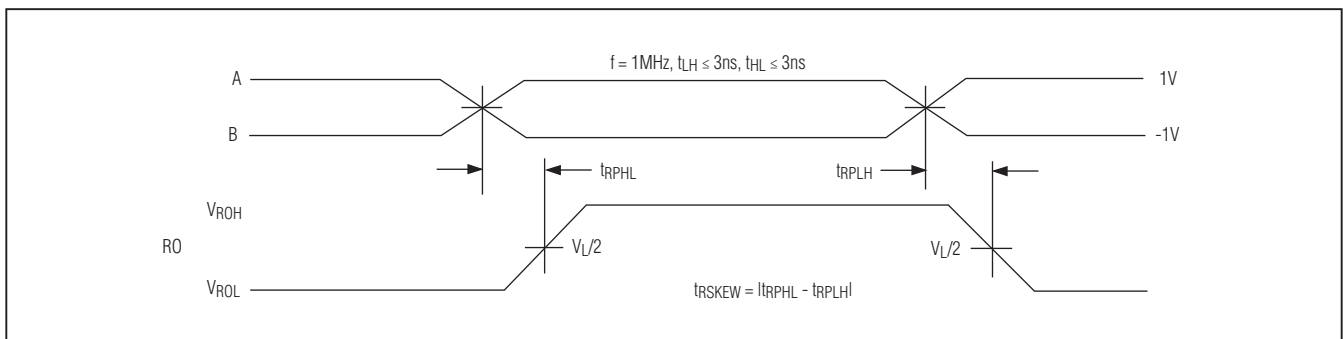 f = 1MHz, tLH ≤ 3ns, tHL ≤ 3ns
A
1V
B
-1V
tRPHL
tRPLH
VROH
RO
VL/2
VL/2
VROL
tRSKEW = |tRPHL - tRPLH|